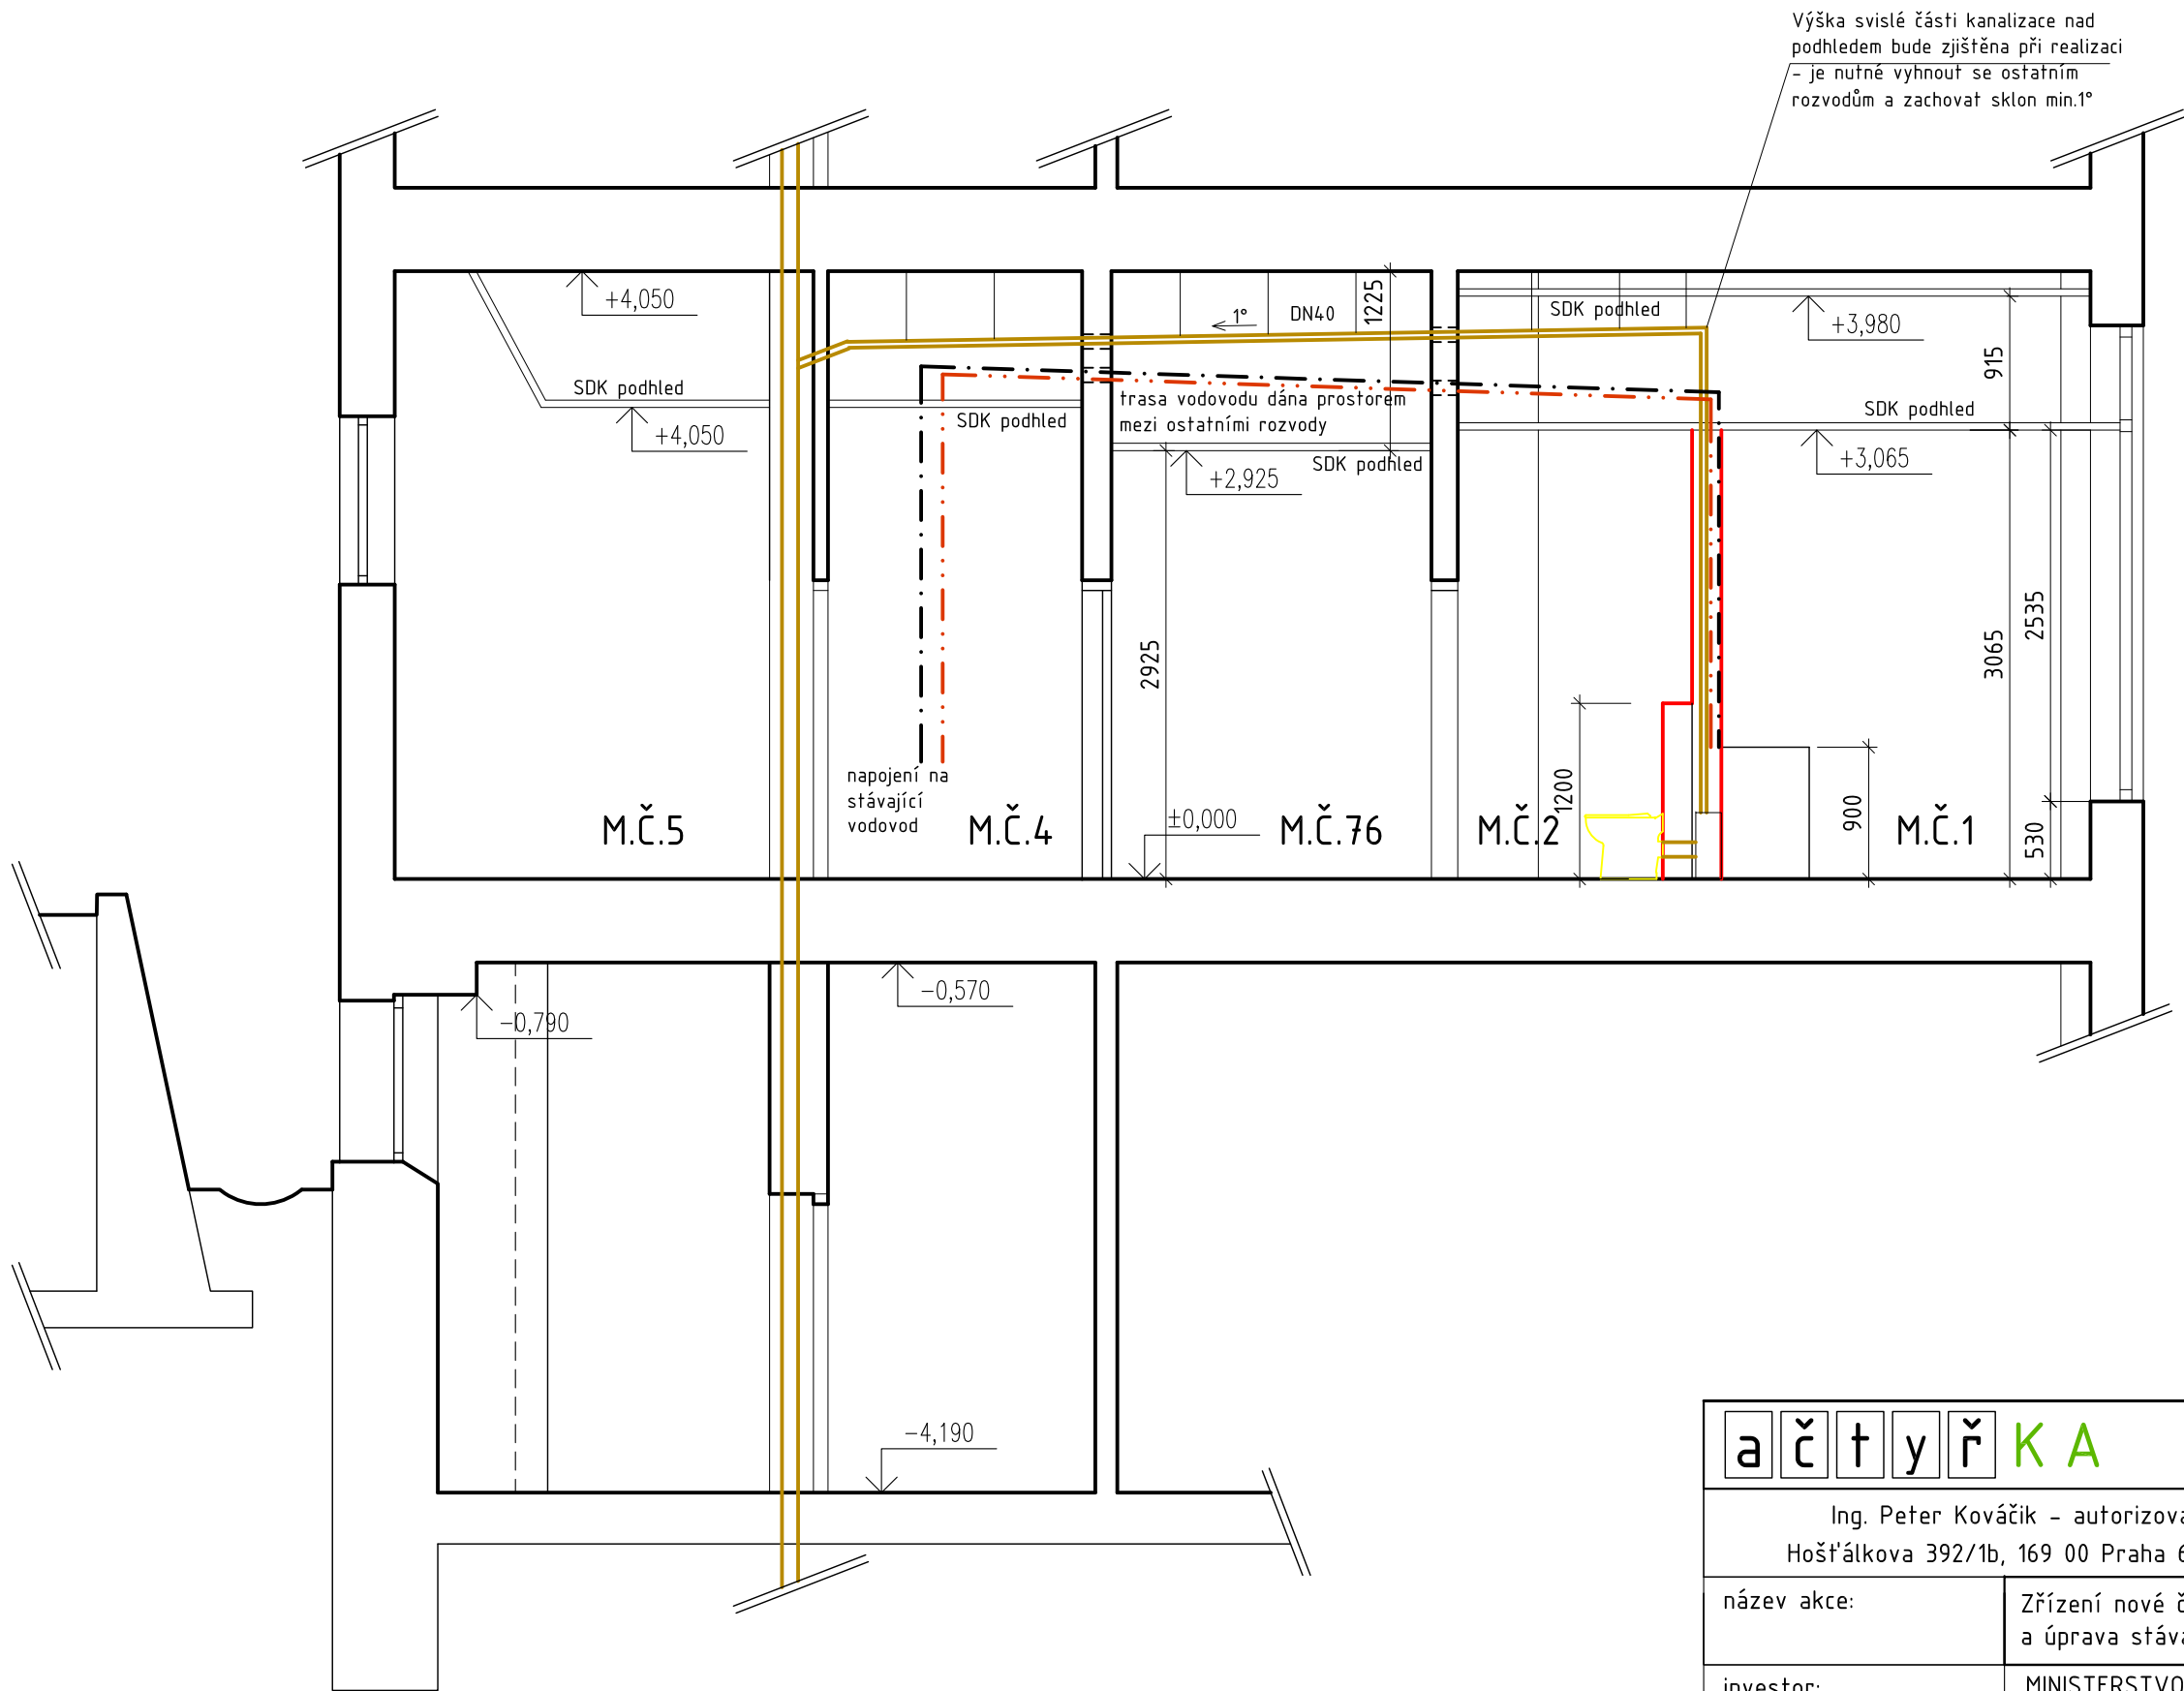 Výška svislé části kanalizace nad
podhledem bude zjištěna při realizaci
- je nutné vyhnout se ostatním
rozvodům a zachovat sklon min.1°
+4,050
1°
DN40
1225
SDK podhled
+3,980
915
SDK podhled
+4,050
SDK podhled
trasa vodovodu dána prostorem
mezi ostatními rozvody
SDK podhled
SDK podhled
+2,925
+3,065
2925
3065
2535
napojení na
stávající
vodovod
1200
900
530
±0,000
M.Č.5
M.Č.4
M.Č.76
M.Č.2
M.Č.1
-0,790
-0,570
-4,190
ačtyřKA
Ing. Peter Kováčik - autorizova
Hošťálkova 392/1b, 169 00 Praha 6
název akce:
Zřízení nové č
a úprava stáva
investor:
MINISTERSTVO